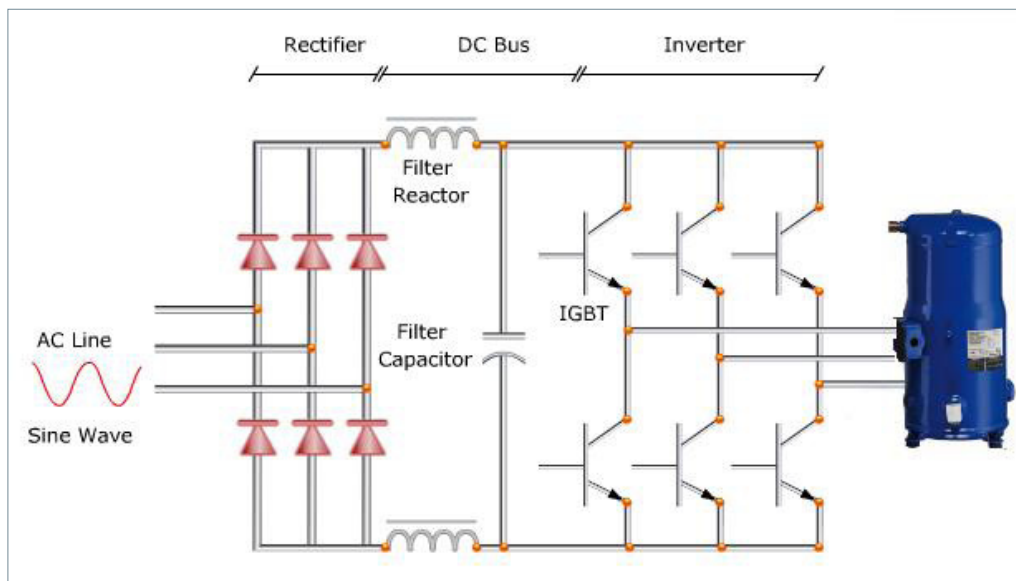 Rectifier
DC Bus
Inverter
Filter
Reactor
IGBT
Filter
Capacitor
AC Line
Sine Wave